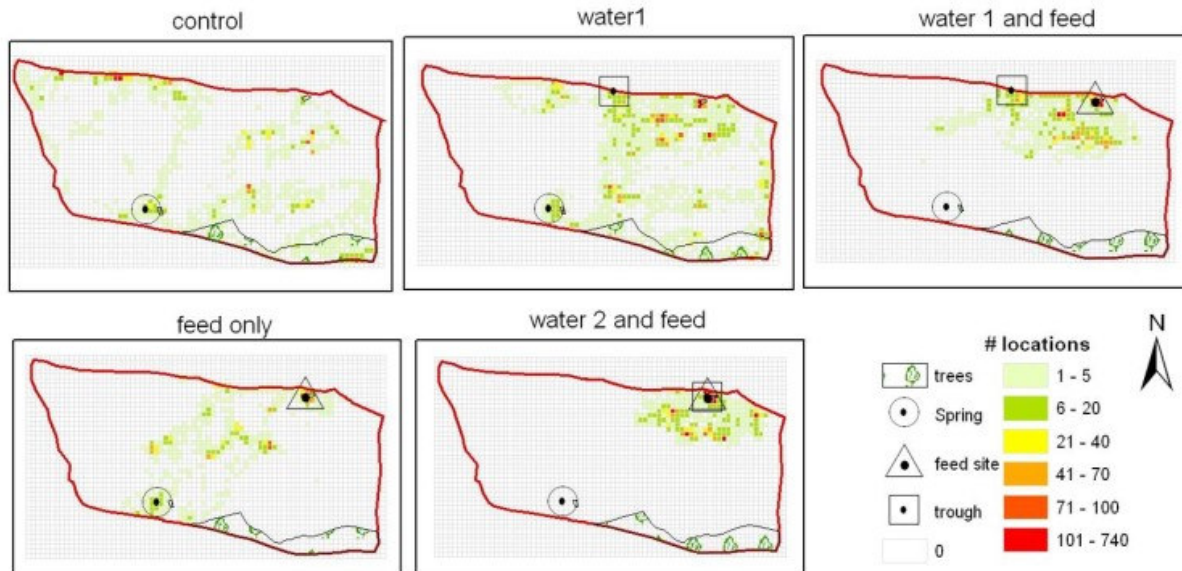 control
water1
water 1 and feed
feed only
water 2 and feed
N
# locations
trees
1 - 5
Spring
6 - 20
21 - 40
feed site
41 - 70
trough
71 - 100
0
101 - 740